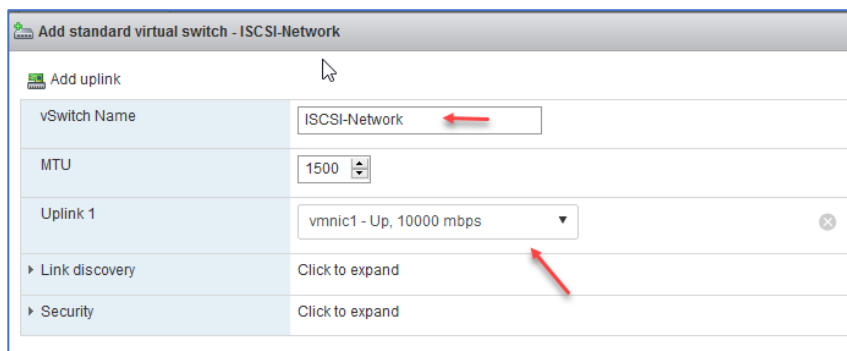 Add standard virtual switch - ISCSI-Network
Add uplink
vSwitch Name ISCSI-Network
MTU 1500
Uplink 1 vmnic1 - Up, 10000 mbps
Link discovery Click to expand
Security Click to expand